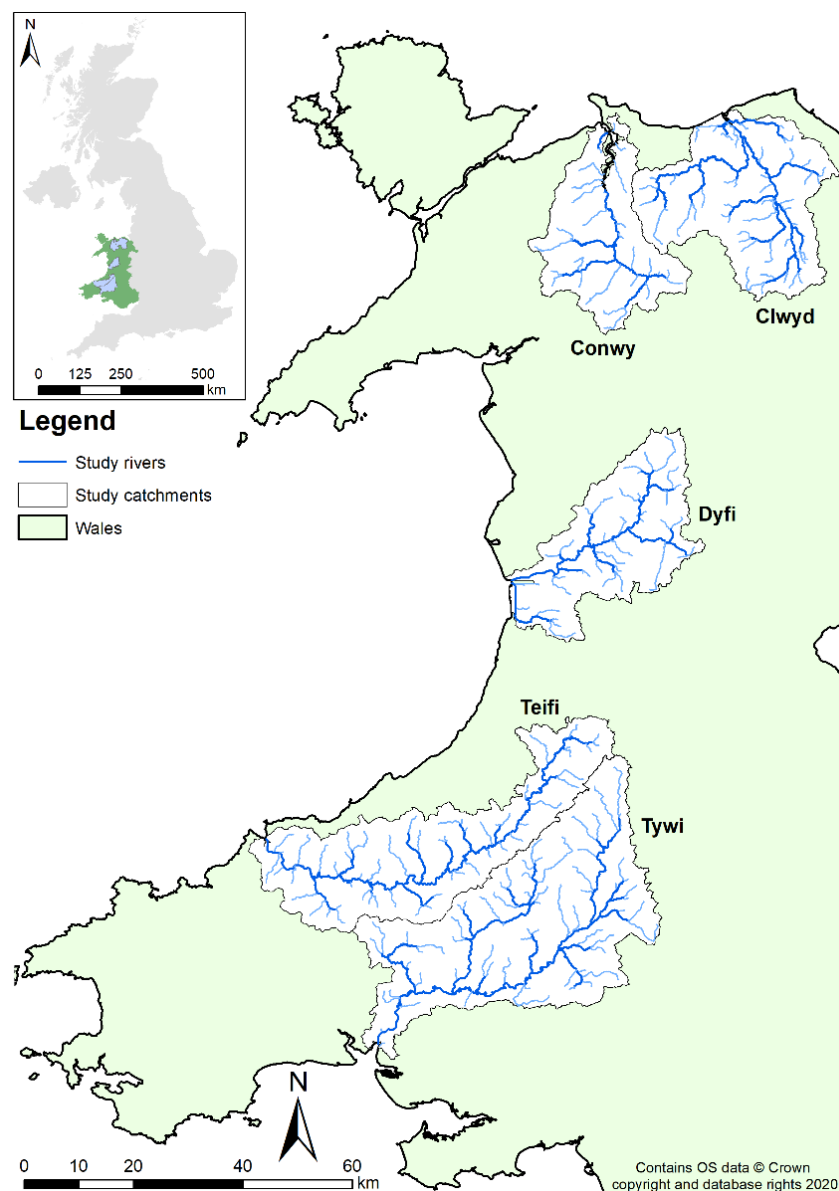 N
0 125 250 500
km
Legend
Study rivers
Study catchments
Wales
Conwy
Clwyd
Dyfi
Teifi
Tywi
N
0 10 20 40 60
km
Contains OS data © Crown
copyright and database rights 2020